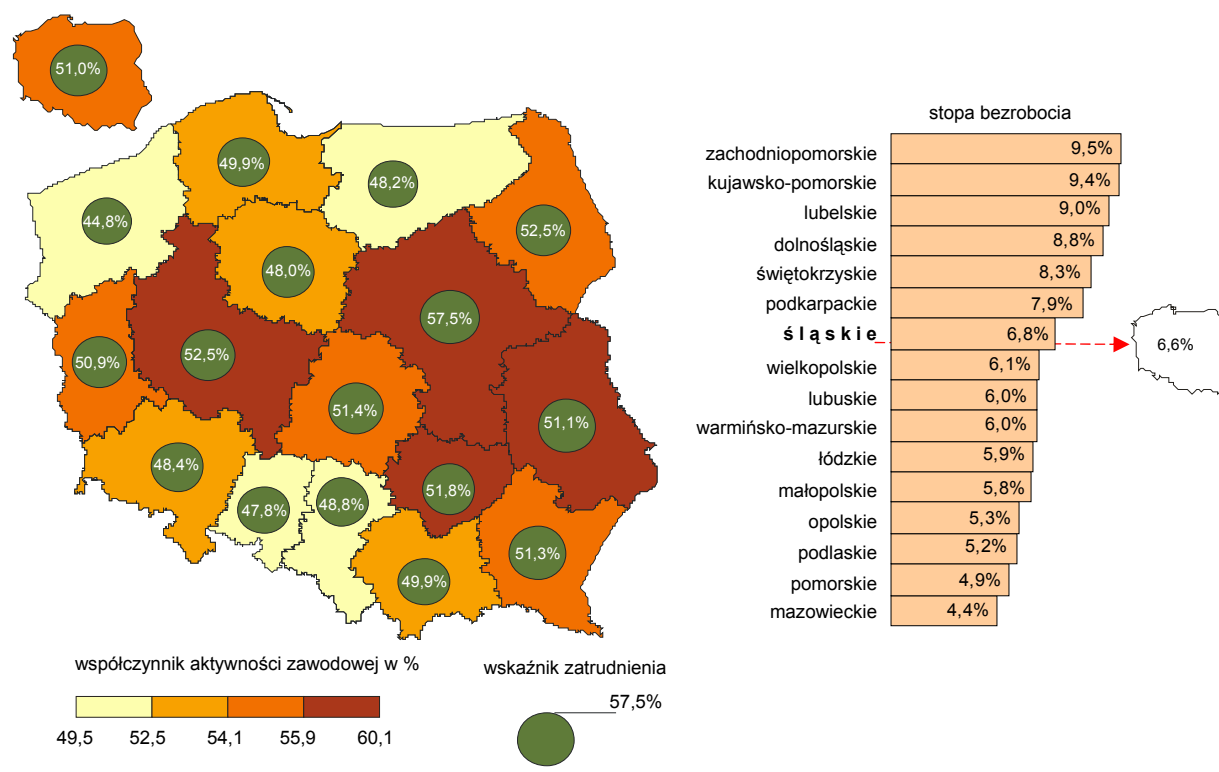 51,0%
49,9%
48,2%
44,8%
52,5%
48,0%
57,5%
52,5%
50,9%
51,4%
51,1%
48,4%
51,8%
47,8%
48,8%
51,3%
49,9%
współczynnik aktywności zawodowej w %
49,5 52,5 54,1 55,9 60,1
wskaźnik zatrudnienia
57,5%
stopa bezrobocia
zachodniopomorskie 9,5%
kujawsko-pomorskie 9,4%
lubelskie 9,0%
dolnośląskie 8,8%
świętokrzyskie 8,3%
podkarpackie 7,9%
śląskie 6,8%
6,6%
wielkopolskie 6,1%
lubuskie 6,0%
warmińsko-mazurskie 6,0%
łódzkie 5,9%
małopolskie 5,8%
opolskie 5,3%
podlaskie 5,2%
pomorskie 4,9%
mazowieckie 4,4%